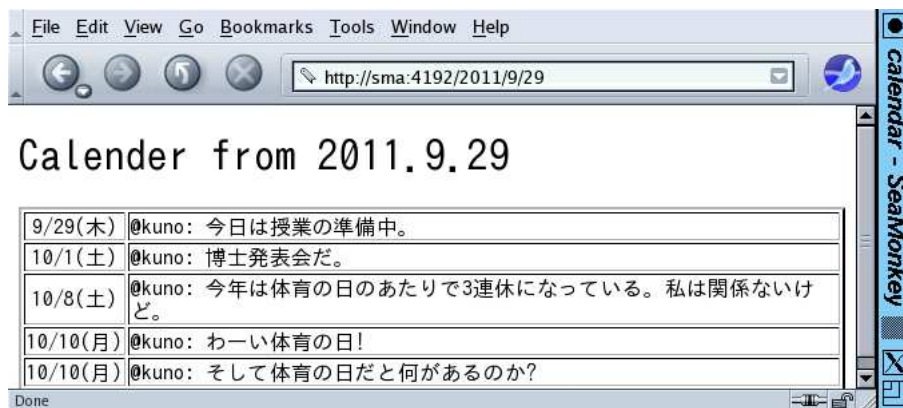 File Edit View Go Bookmarks Tools Window Help
http://sma:4192/2011/9/29
Calender from 2011.9.29
9/29(木) @kuno: 今日は授業の準備中。
10/1(土) @kuno: 博士発表会だ。
10/8(土) @kuno: 今年は体育の日のあたりで3連休になっている。私は関係ないけ
ど。
10/10(月) @kuno: わーい体育の日!
10/10(月) @kuno: そして体育の日だと何があるのか?
Done
calendar - SeaMonkey